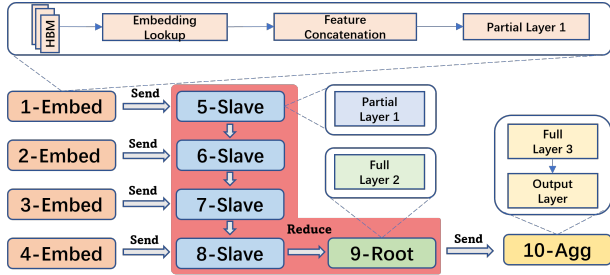 HBM
Embedding
Lookup
Feature
Concatenation
Partial Layer 1
1-Embed
Send
5-Slave
Partial
Layer 1
2-Embed
Send
6-Slave
3-Embed
Send
7-Slave
Full
Layer 2
Full
Layer 3
Output
Layer
4-Embed
Send
8-Slave
Reduce
9-Root
Send
10-Agg